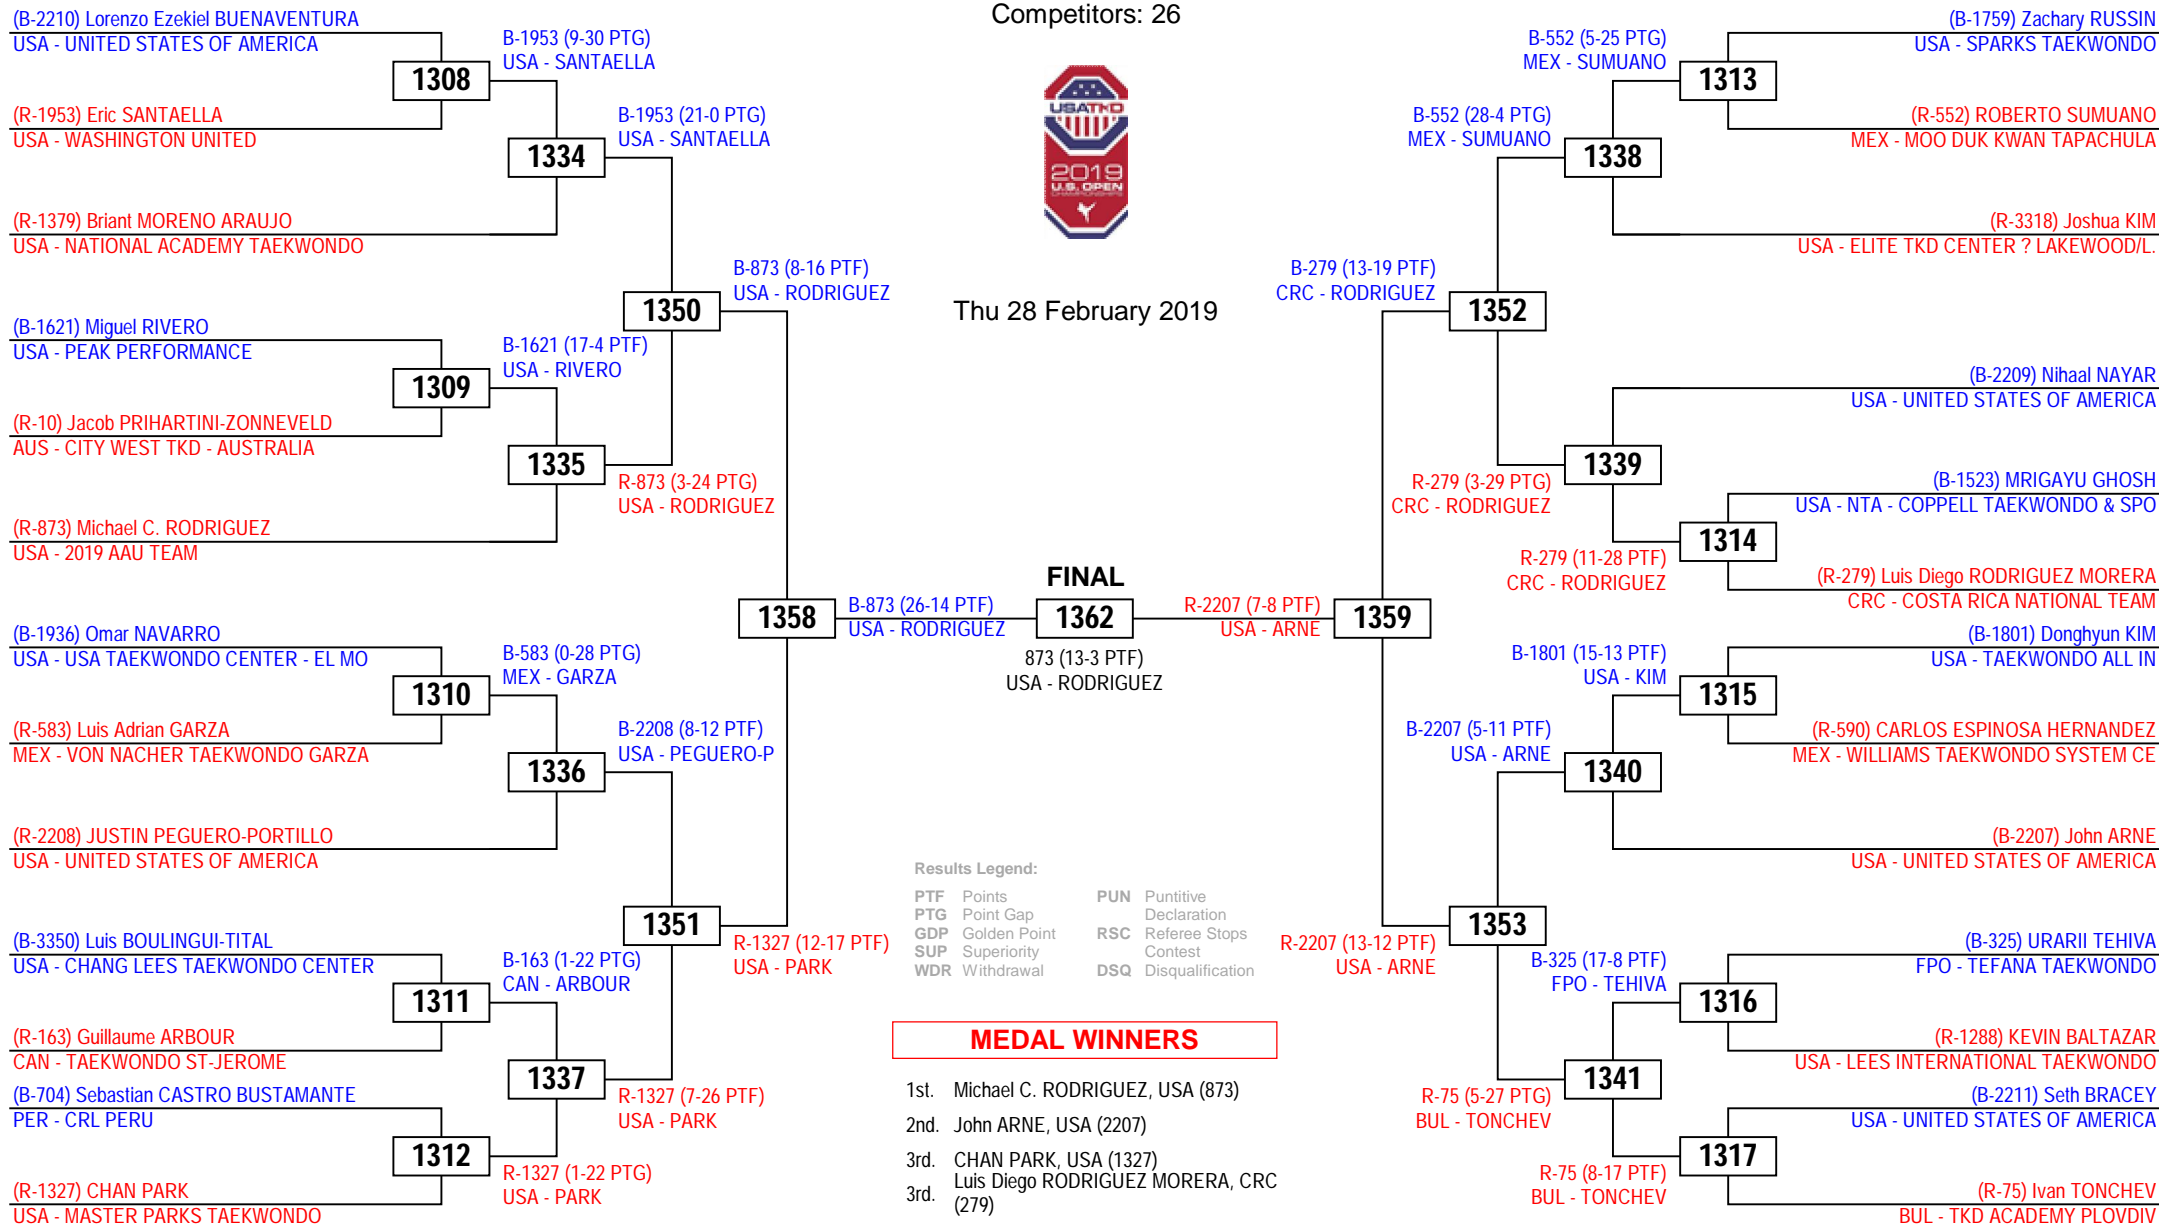 Competitors: 26
USATKD
2019
U.S. OPEN
CHAMPIONSHIPS
Thu 28 February 2019
(B-2210) Lorenzo Ezekiel BUENAVENTURA
USA - UNITED STATES OF AMERICA
1308
(R-1953) Eric SANTAELLA
USA - WASHINGTON UNITED
B-1953 (9-30 PTG)
USA - SANTAELLA
1334
(R-1379) Briant MORENO ARAUJO
USA - NATIONAL ACADEMY TAEKWONDO
B-1953 (21-0 PTG)
USA - SANTAELLA
1350
(B-1621) Miguel RIVERO
USA - PEAK PERFORMANCE
1309
(R-10) Jacob PRIHARTINI-ZONNEVELD
AUS - CITY WEST TKD - AUSTRALIA
B-1621 (17-4 PTF)
USA - RIVERO
1335
(R-873) Michael C. RODRIGUEZ
USA - 2019 AAU TEAM
R-873 (3-24 PTG)
USA - RODRIGUEZ
B-873 (8-16 PTF)
USA - RODRIGUEZ
1358
(B-1936) Omar NAVARRO
USA - USA TAEKWONDO CENTER - EL MO
1310
(R-583) Luis Adrian GARZA
MEX - VON NACHER TAEKWONDO GARZA
B-583 (0-28 PTG)
MEX - GARZA
1336
(R-2208) JUSTIN PEGUERO-PORTILLO
USA - UNITED STATES OF AMERICA
B-2208 (8-12 PTF)
USA - PEGUERO-P
1351
(B-3350) Luis BOULINGUI-TITAL
USA - CHANG LEES TAEKWONDO CENTER
1311
(R-163) Guillaume ARBOUR
CAN - TAEKWONDO ST-JEROME
B-163 (1-22 PTG)
CAN - ARBOUR
1337
(B-704) Sebastian CASTRO BUSTAMANTE
PER - CRL PERU
1312
(R-1327) CHAN PARK
USA - MASTER PARKS TAEKWONDO
R-1327 (1-22 PTG)
USA - PARK
R-1327 (7-26 PTF)
USA - PARK
R-1327 (12-17 PTF)
USA - PARK
B-873 (26-14 PTF)
USA - RODRIGUEZ
FINAL
1362
873 (13-3 PTF)
USA - RODRIGUEZ
R-2207 (7-8 PTF)
USA - ARNE
1359
(B-1759) Zachary RUSSIN
USA - SPARKS TAEKWONDO
1313
(R-552) ROBERTO SUMUANO
MEX - MOO DUK KWAN TAPACHULA
B-552 (5-25 PTG)
MEX - SUMUANO
1338
(R-3318) Joshua KIM
USA - ELITE TKD CENTER ? LAKEWOOD/L.
B-552 (28-4 PTG)
MEX - SUMUANO
1352
(B-2209) Nihaal NAYAR
USA - UNITED STATES OF AMERICA
1339
(B-1523) MRIGAYU GHOSH
USA - NTA - COPPELL TAEKWONDO & SPO
1314
(R-279) Luis Diego RODRIGUEZ MORERA
CRC - COSTA RICA NATIONAL TEAM
R-279 (11-28 PTF)
CRC - RODRIGUEZ
R-279 (3-29 PTG)
CRC - RODRIGUEZ
B-279 (13-19 PTF)
CRC - RODRIGUEZ
(B-1801) Donghyun KIM
USA - TAEKWONDO ALL IN
1315
(R-590) CARLOS ESPINOSA HERNANDEZ
MEX - WILLIAMS TAEKWONDO SYSTEM CE
B-1801 (15-13 PTF)
USA - KIM
1340
(B-2207) John ARNE
USA - UNITED STATES OF AMERICA
B-2207 (5-11 PTF)
USA - ARNE
1353
(B-325) URARII TEHIVA
FPO - TEFANA TAEKWONDO
1316
(R-1288) KEVIN BALTAZAR
USA - LEES INTERNATIONAL TAEKWONDO
B-325 (17-8 PTF)
FPO - TEHIVA
1341
(B-2211) Seth BRACEY
USA - UNITED STATES OF AMERICA
1317
(R-75) Ivan TONCHEV
BUL - TKD ACADEMY PLOVDIV
R-75 (8-17 PTF)
BUL - TONCHEV
R-75 (5-27 PTG)
BUL - TONCHEV
R-2207 (13-12 PTF)
USA - ARNE
Results Legend:
PTF Points
PTG Point Gap
GDP Golden Point
SUP Superiority
WDR Withdrawal
PUN Puntitive
Declaration
RSC Referee Stops
Contest
DSQ Disqualification
MEDAL WINNERS
1st. Michael C. RODRIGUEZ, USA (873)
2nd. John ARNE, USA (2207)
3rd. CHAN PARK, USA (1327)
3rd. Luis Diego RODRIGUEZ MORERA, CRC
(279)